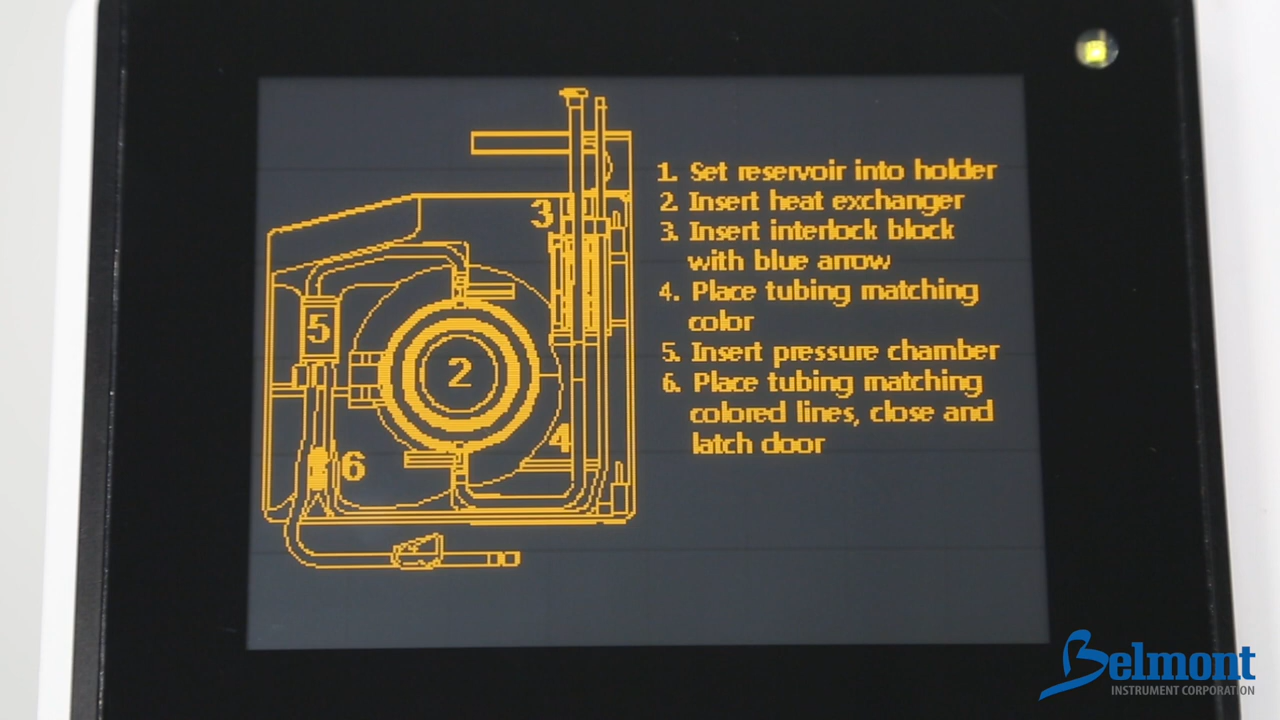 1. Set reservoir into holder
2. Insert heat exchanger
3. Insert interlock block
with blue arrow
4. Place tubing matching
color
5. Insert pressure chamber
6. Place tubing matching
colored lines, close and
latch door
3
5
2
4
6
Belmont
INSTRUMENT CORPORATION